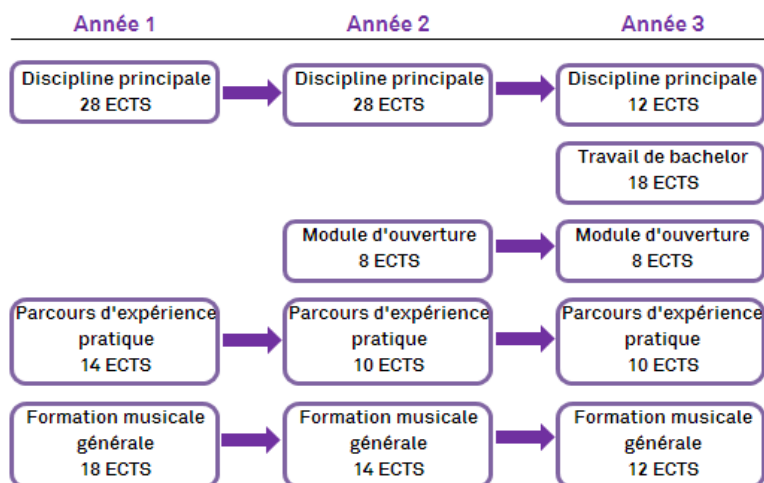 Année 1
Année 2
Année 3
Discipline principale
28 ECTS
Discipline principale
28 ECTS
Discipline principale
12 ECTS
Travail de bachelor
18 ECTS
Module d'ouverture
8 ECTS
Module d'ouverture
8 ECTS
Parcours d'expérience
pratique
14 ECTS
Parcours d'expérience
pratique
10 ECTS
Parcours d'expérience
pratique
10 ECTS
Formation musicale
générale
18 ECTS
Formation musicale
générale
14 ECTS
Formation musicale
générale
12 ECTS